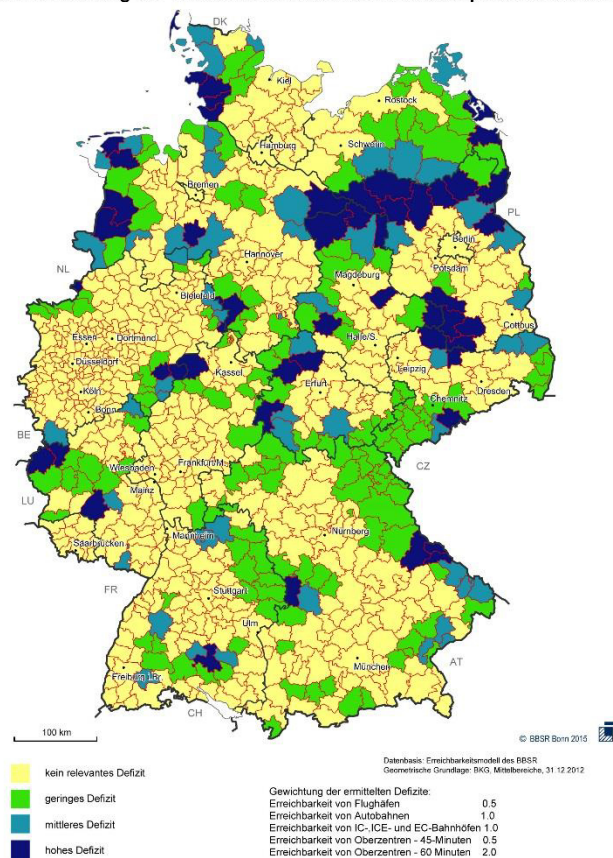 DK
Kiel
Rostock
Hamburg
Schwerin
Bremen
PL
Berlin
NL
Hannover
Potsdam
Magdeburg
Bielefeld
Cottbus
Essen
Dortmund
Halle/S.
Düsseldorf
Kassel
Leipzig
Köln
Erfurt
Dresden
Bonn
Chemnitz
BE
Wiesbaden
Frankfurt/M.
CZ
LU
Mainz
Nürnberg
Mannheim
Saarbrücken
FR
Stuttgart
Ulm
München
AT
Freiburg i.Br.
CH
100 km
© BBSR Bonn 2015
Datenbasis: Erreichbarkeitsmodell des BBSR
Geometrische Grundlage: BKG, Mittelbereiche, 31.12.2012
kein relevantes Defizit
geringes Defizit
mittleres Defizit
hohes Defizit
Gewichtung der ermittelten Defizite:
Erreichbarkeit von Flughäfen 0.5
Erreichbarkeit von Autobahnen 1.0
Erreichbarkeit von IC-,ICE- und EC-Bahnhöfen 1.0
Erreichbarkeit von Oberzentren - 45-Minuten 0.5
Erreichbarkeit von Oberzentren - 60 Minuten 2.0